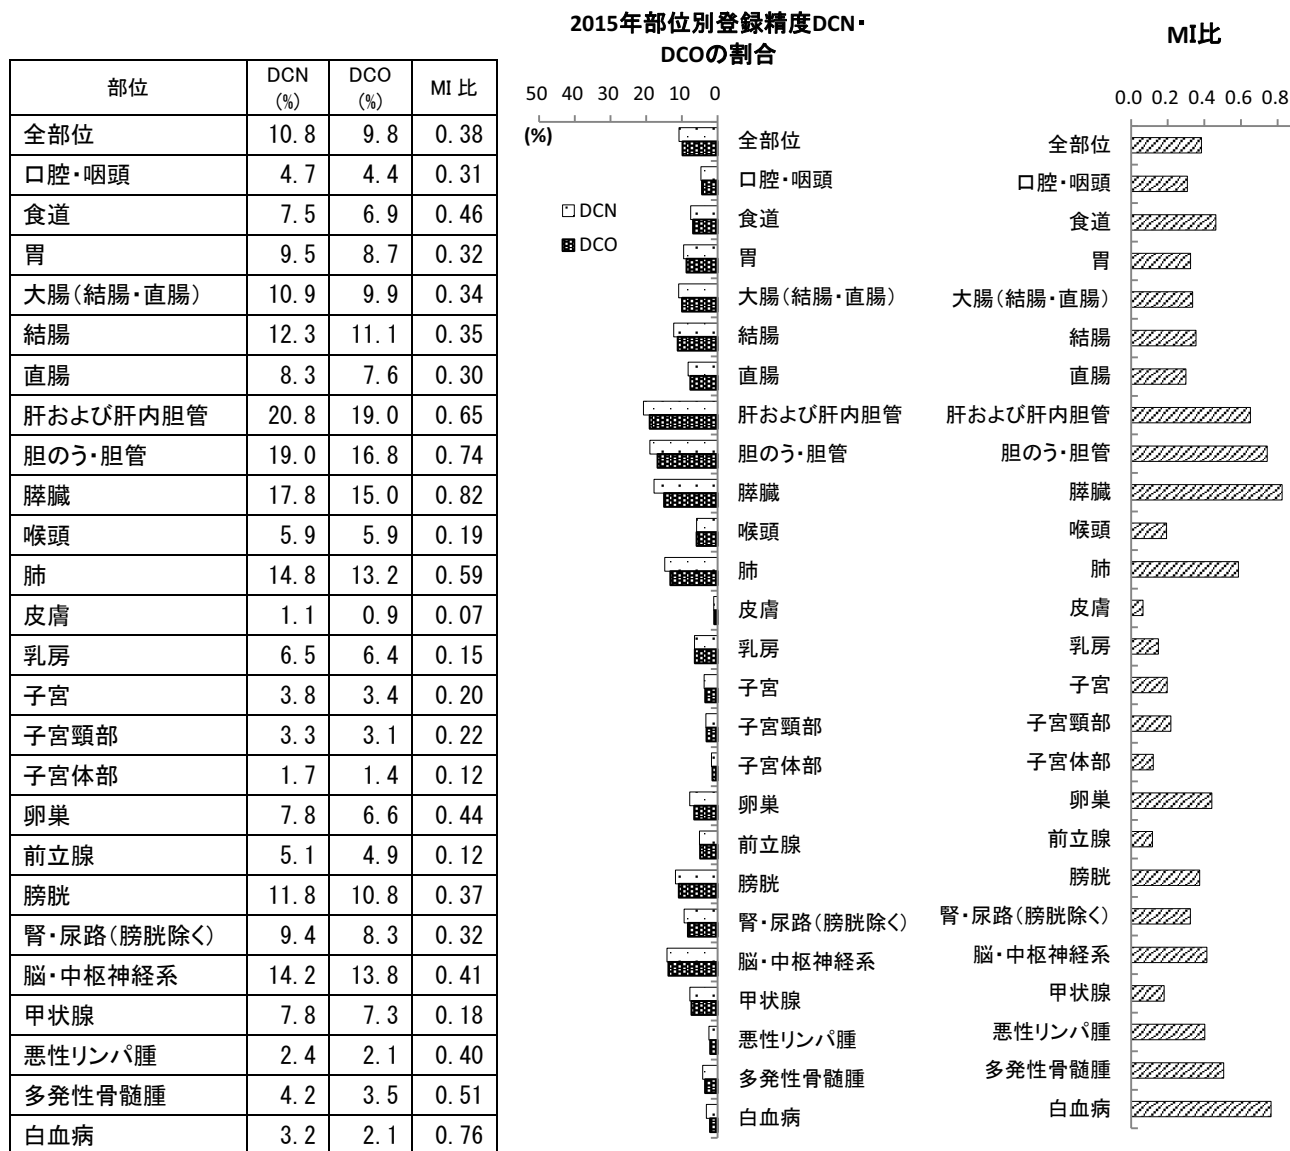 2015年部位別登録精度DCN・
DCOの割合
MI比
部位 DCN (%) DCO (%) MI 比
全部位 10.8 9.8 0.38
口腔・咽頭 4.7 4.4 0.31
食道 7.5 6.9 0.46
胃 9.5 8.7 0.32
大腸(結腸・直腸) 10.9 9.9 0.34
結腸 12.3 11.1 0.35
直腸 8.3 7.6 0.30
肝および肝内胆管 20.8 19.0 0.65
胆のう・胆管 19.0 16.8 0.74
膵臓 17.8 15.0 0.82
喉頭 5.9 5.9 0.19
肺 14.8 13.2 0.59
皮膚 1.1 0.9 0.07
乳房 6.5 6.4 0.15
子宮 3.8 3.4 0.20
子宮頸部 3.3 3.1 0.22
子宮体部 1.7 1.4 0.12
卵巣 7.8 6.6 0.44
前立腺 5.1 4.9 0.12
膀胱 11.8 10.8 0.37
腎・尿路(膀胱除く) 9.4 8.3 0.32
脳・中枢神経系 14.2 13.8 0.41
甲状腺 7.8 7.3 0.18
悪性リンパ腫 2.4 2.1 0.40
多発性骨髄腫 4.2 3.5 0.51
白血病 3.2 2.1 0.76
50 40 30 20 10 0
(%)
DCN
DCO
全部位
口腔・咽頭
食道
胃
大腸(結腸・直腸)
結腸
直腸
肝および肝内胆管
胆のう・胆管
膵臓
喉頭
肺
皮膚
乳房
子宮
子宮頸部
子宮体部
卵巣
前立腺
膀胱
腎・尿路(膀胱除く)
脳・中枢神経系
甲状腺
悪性リンパ腫
多発性骨髄腫
白血病
0.0 0.2 0.4 0.6 0.8
全部位
口腔・咽頭
食道
胃
大腸(結腸・直腸)
結腸
直腸
肝および肝内胆管
胆のう・胆管
膵臓
喉頭
肺
皮膚
乳房
子宮
子宮頸部
子宮体部
卵巣
前立腺
膀胱
腎・尿路(膀胱除く)
脳・中枢神経系
甲状腺
悪性リンパ腫
多発性骨髄腫
白血病